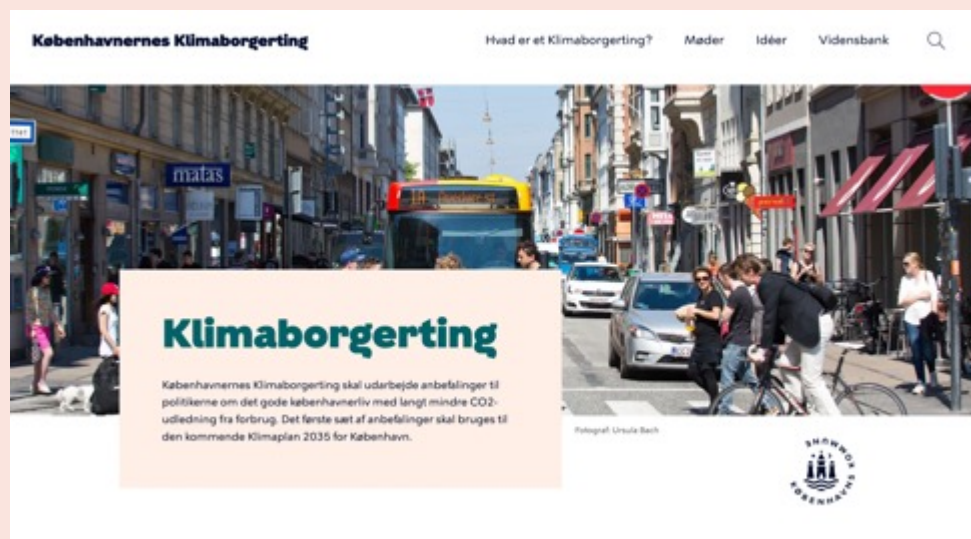 Københavnernes Klimaborgerting
Hvad er et Klimaborgerting? Møder Idéer Vidensbank
matas
1A
Klimaborgerting
Københavnernes Klimaborgerting skal udarbejde anbefalinger til
politikerne om det gode københavnerliv med langt mindre CO2-
udledning fra forbrug. Det første sæt af anbefalinger skal bruges til
den kommende Klimaplan 2035 for København.
Fotograf: Ursula Bach
KØBENHAVNS KOMMUNE